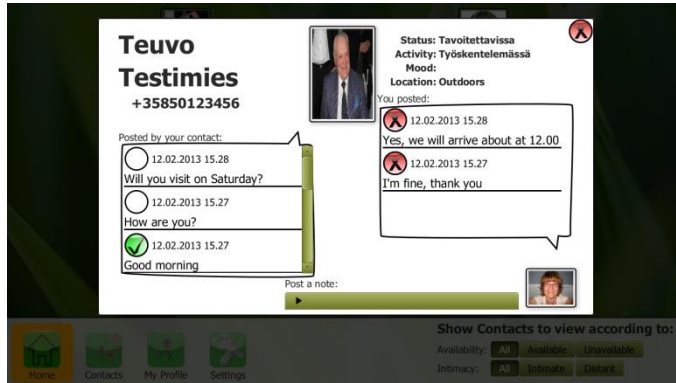 Teuvo
Testimies
+35850123456
Status: Tavoitettavissa
Activity: Työskentelemässä
Mood:
Location: Outdoors
Posted by your contact:
12.02.2013 15.28
Will you visit on Saturday?
12.02.2013 15.27
How are you?
12.02.2013 15.27
Good morning
You posted:
12.02.2013 15.28
Yes, we will arrive about at 12.00
12.02.2013 15.27
I'm fine, thank you
Post a note:
Home
Contacts
My Profile
Settings
Show Contacts to view according to:
Availability: All Available Unavailable
Intimacy: All Intimate Distant